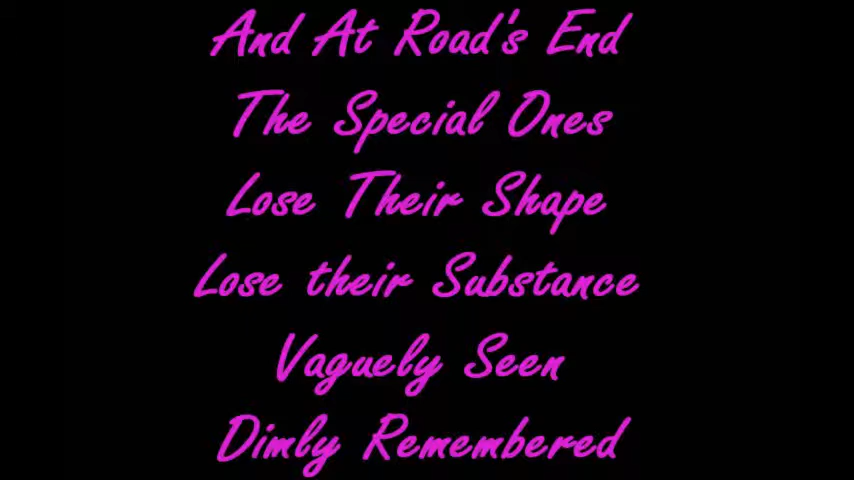 And At Road's End
The Special Ones
Lose Their Shape
Lose their Substance
Vaguely Seen
Dimly Remembered